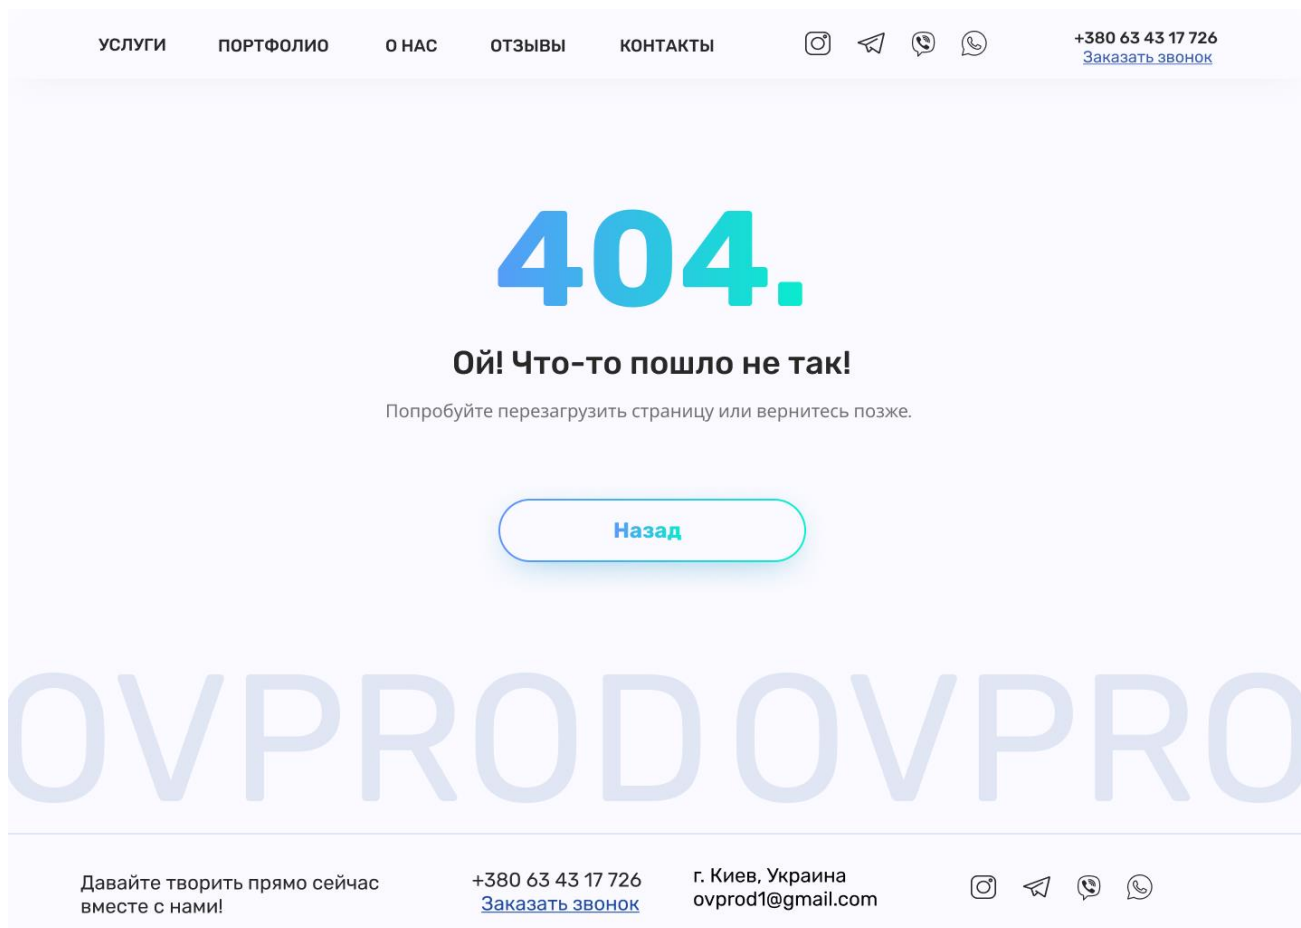 УСЛУГИ ПОРТФОЛИО О НАС ОТЗЫВЫ КОНТАКТЫ +380 63 43 17 726
Заказать звонок
404.
Ой! Что-то пошло не так!
Попробуйте перезагрузить страницу или вернитесь позже.
Назад
OVPROD OVPRO
Давайте творить прямо сейчас
вместе с нами!
+380 63 43 17 726
Заказать звонок
г. Киев, Украина
ovprod1@gmail.com